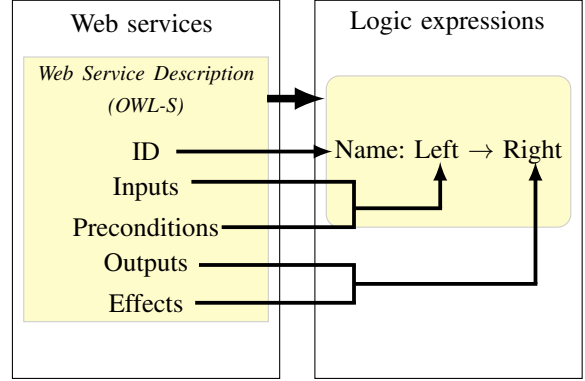 Web services
Logic expressions
Web Service Description
(OWL-S)
ID
Name: Left → Right
Inputs
Preconditions
Outputs
Effects